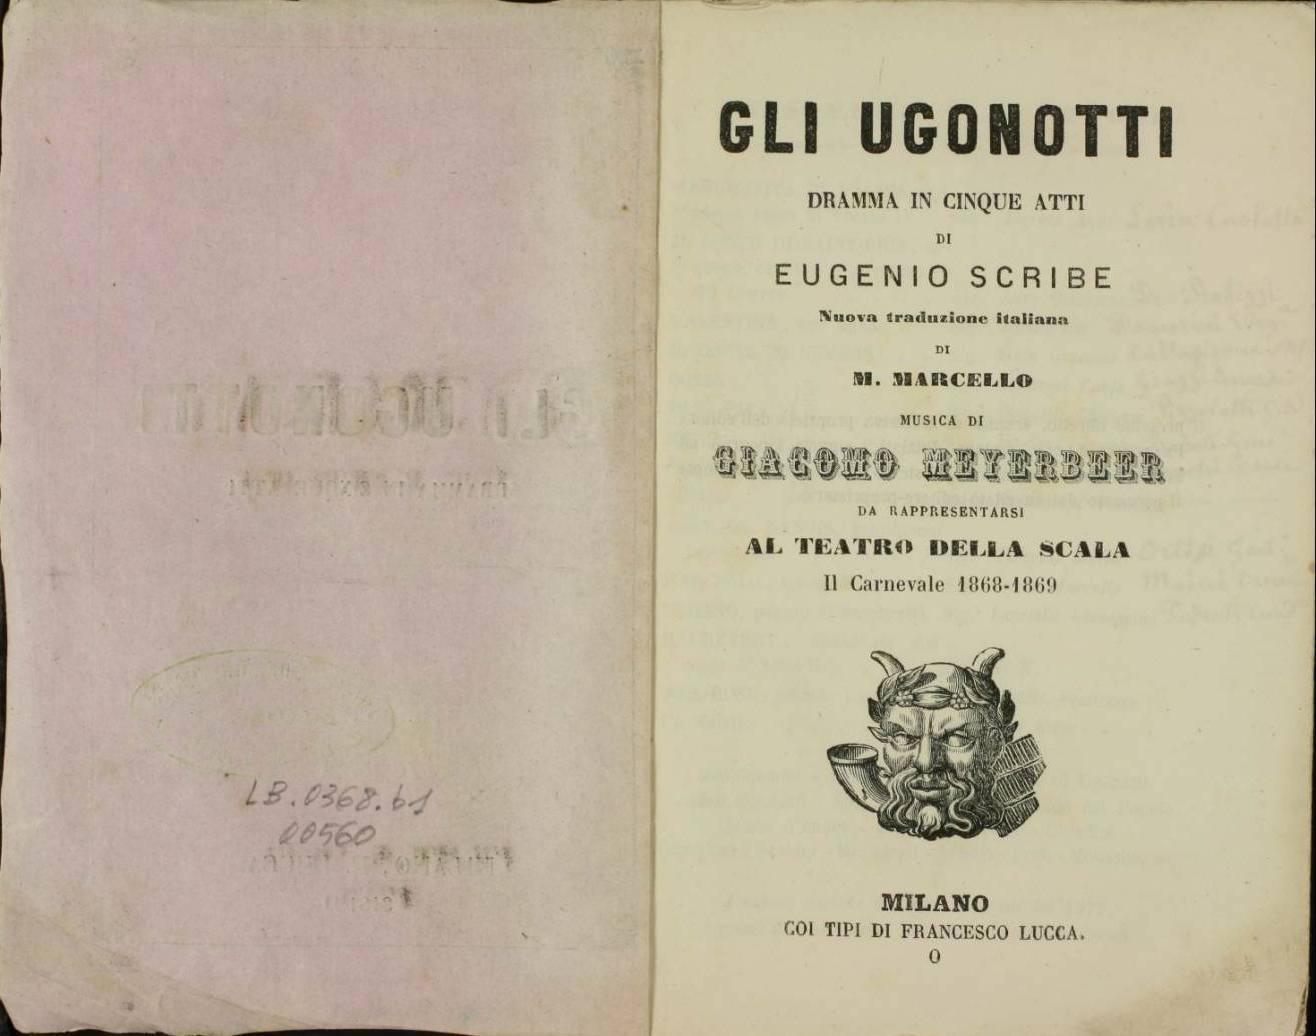 LB.0368.b1
00560
GLI UGONOTTI
DRAMMA IN CINQUE ATTI
DI
EUGENIO SCRIBE
Nuova traduzione italiana
DI
M. MARCELLO
MUSICA DI
GIACOMO MEYERBEER
DA RAPPRESENTARSI
AL TEATRO DELLA SCALA
Il Carnevale 1868-1869
MILANO
COI TIPI DI FRANCESCO LUCCA.
O